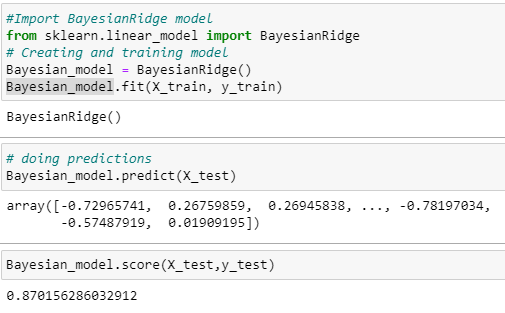 #Import BayesianRidge model
from sklearn.linear_model import BayesianRidge
# Creating and training model
Bayesian_model = BayesianRidge()
Bayesian_model.fit(X_train, y_train)
BayesianRidge()
# doing predictions
Bayesian_model.predict(X_test)
array([-0.72965741,  0.26759859,  0.26945838, ..., -0.78197034,
       -0.57487919,  0.01909195])
Bayesian_model.score(X_test,y_test)
0.870156286032912